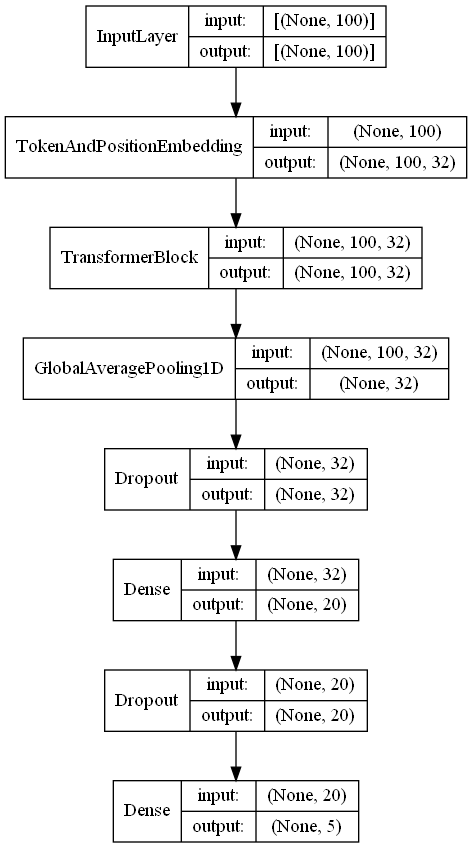 InputLayer input: [(None, 100)]
output: [(None, 100)]
TokenAndPositionEmbedding input: (None, 100)
output: (None, 100, 32)
TransformerBlock input: (None, 100, 32)
output: (None, 100, 32)
GlobalAveragePooling1D input: (None, 100, 32)
output: (None, 32)
Dropout input: (None, 32)
output: (None, 32)
Dense input: (None, 32)
output: (None, 20)
Dropout input: (None, 20)
output: (None, 20)
Dense input: (None, 20)
output: (None, 5)